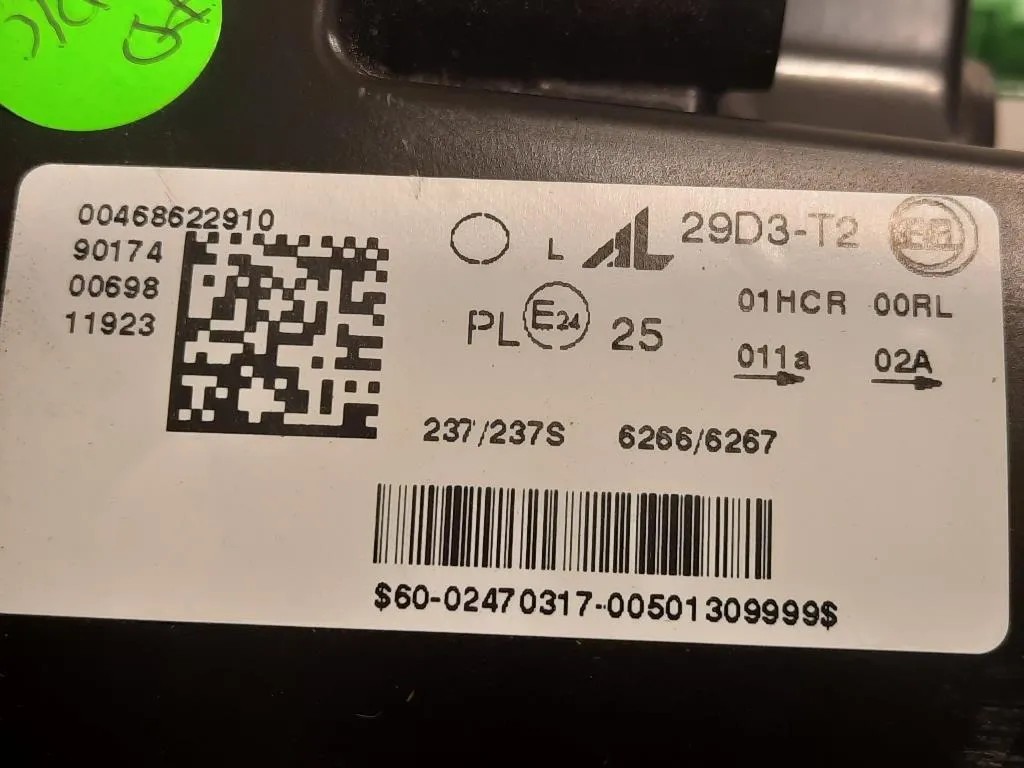 00468622910
90174
00698
11923
L AL 29D3-T2
PL E24 25
01HCR 00RL
011a 02A
237/237S 6266/6267
$60-02470317-00501309999$